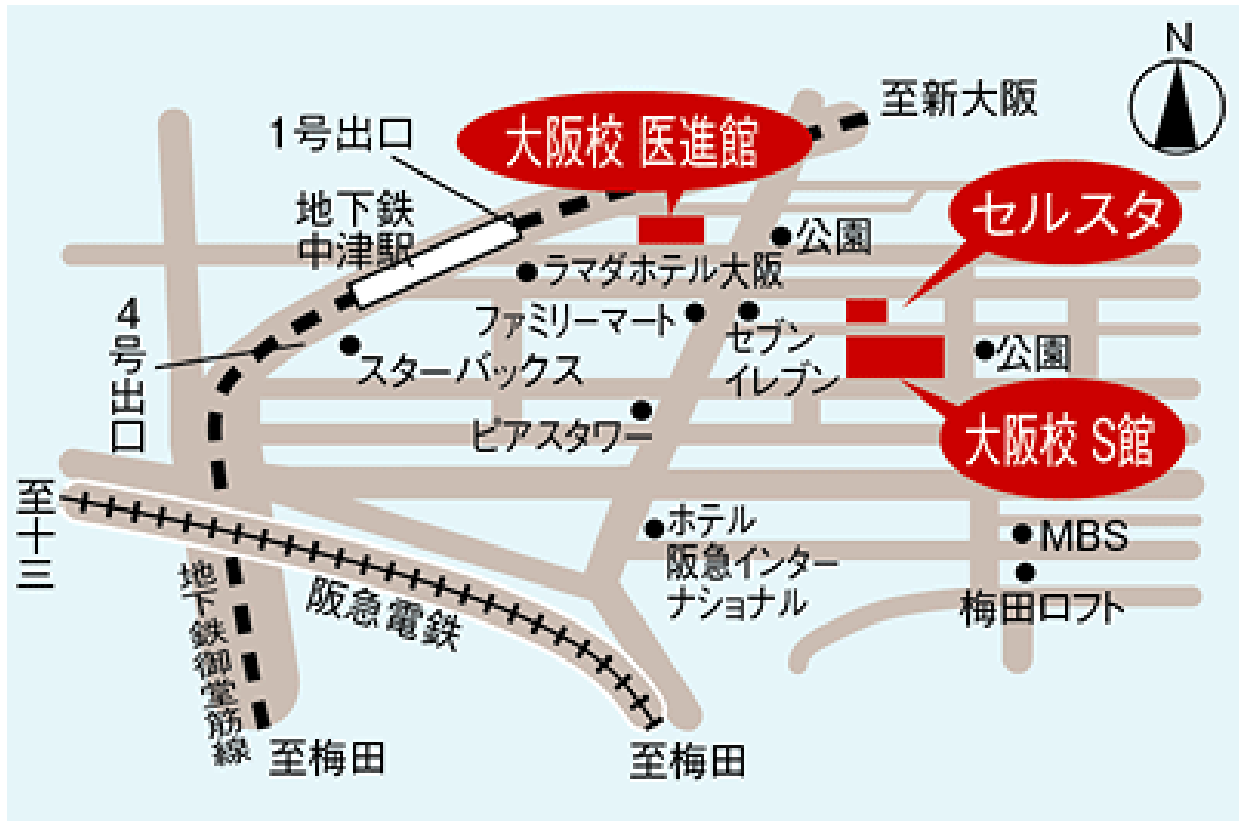 N
至新大阪
1号出口
大阪校 医進館
地下鉄
中津駅
セルスタ
公園
ラマダホテル大阪
4号出口
ファミリーマート
セブン
イレブン
公園
スターバックス
大阪校 S館
ピアスタワー
至十三
ホテル
阪急インター
ナショナル
MBS
梅田ロフト
地下鉄御堂筋線
阪急電鉄
至梅田
至梅田